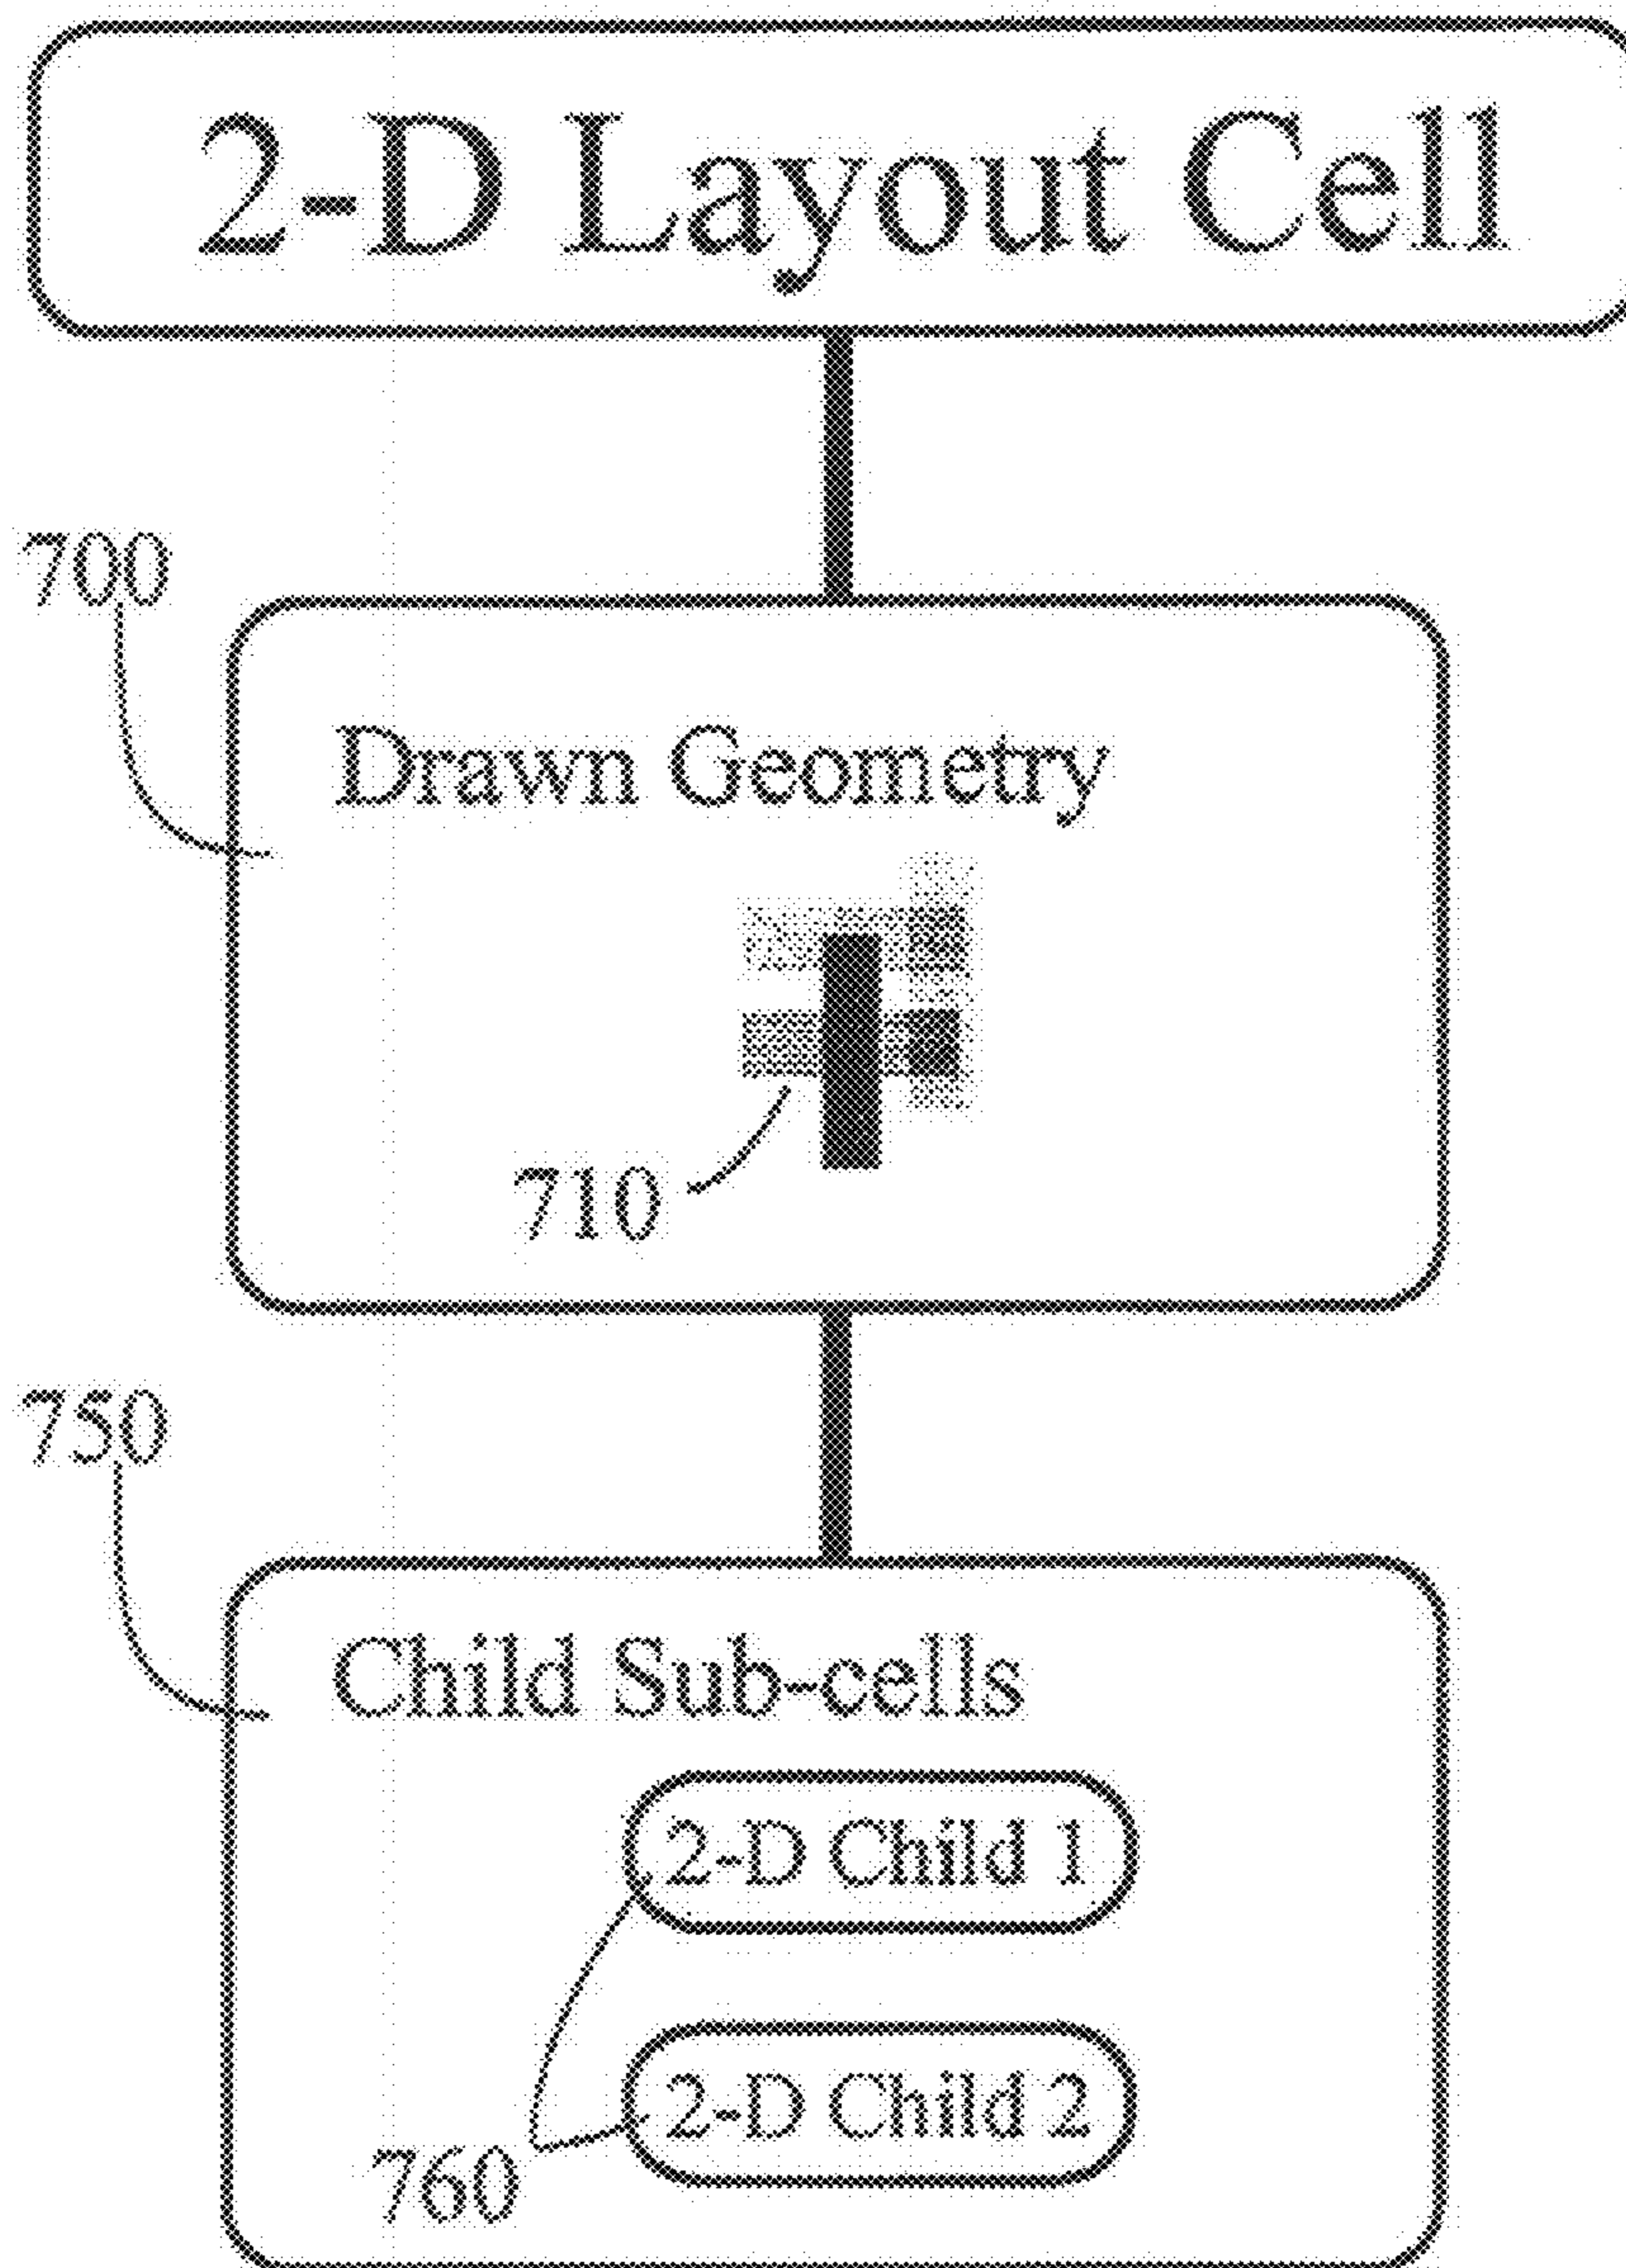 2-D Layout Cell
700
Drawn Geometry
710
750
Child Sub-cells
2-D Child 1
2-D Child 2
760